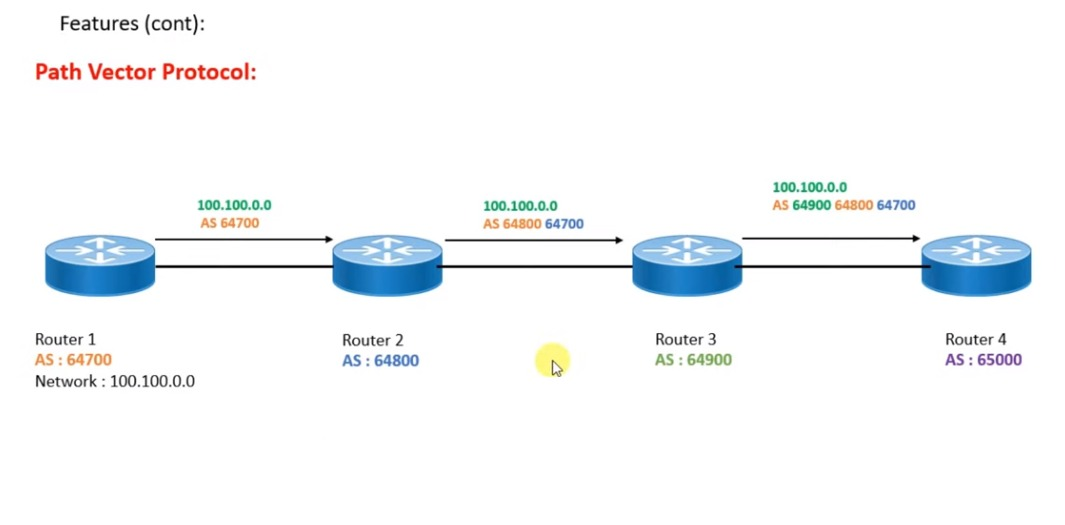 Features (cont):
Path Vector Protocol:
100.100.0.0
AS 64700
100.100.0.0
AS 64800 64700
100.100.0.0
AS 64900 64800 64700
Router 1
AS : 64700
Network : 100.100.0.0
Router 2
AS : 64800
Router 3
AS : 64900
Router 4
AS : 65000